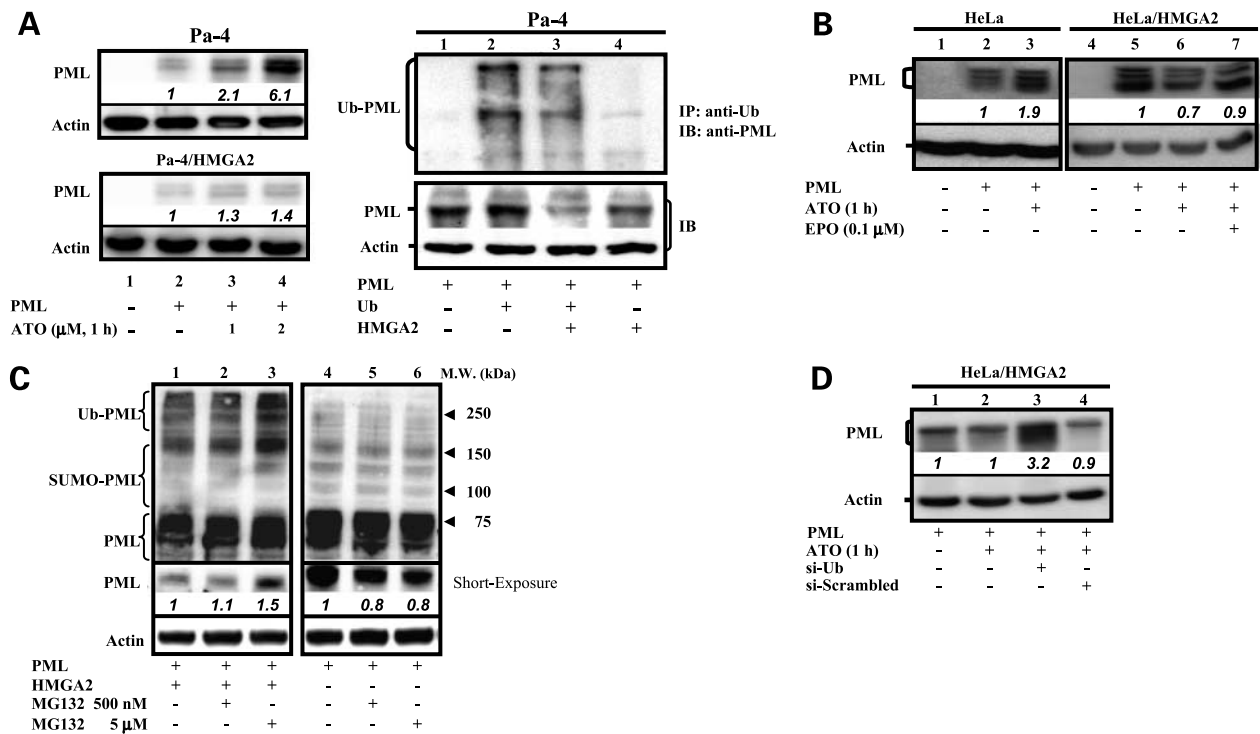 A
Pa-4
PML
1 2.1 6.1
Actin
Pa-4/HMGA2
PML
1 1.3 1.4
Actin
1 2 3 4
PML - + + +
ATO (µM, 1 h) - - 1 2
Pa-4
1 2 3 4
Ub-PML
IP: anti-Ub
IB: anti-PML
PML
IB
Actin
PML + + + +
Ub - + + -
HMGA2 - - + +
B
HeLa HeLa/HMGA2
1 2 3 4 5 6 7
PML
1 1.9 1 0.7 0.9
Actin
PML - + + - + + +
ATO (1 h) - - + - - + +
EPO (0.1 µM) - - - - - - +
C
1 2 3 4 5 6 M.W. (kDa)
Ub-PML
250
150
SUMO-PML
100
75
PML
PML Short-Exposure
1 1.1 1.5 1 0.8 0.8
Actin
PML + + + + + +
HMGA2 + + + - - -
MG132 500 nM - + - - + -
MG132 5 µM - - + - - +
D
HeLa/HMGA2
1 2 3 4
PML
1 1 3.2 0.9
Actin
PML + + + +
ATO (1 h) - + + +
si-Ub - - + -
si-Scrambled - - - +